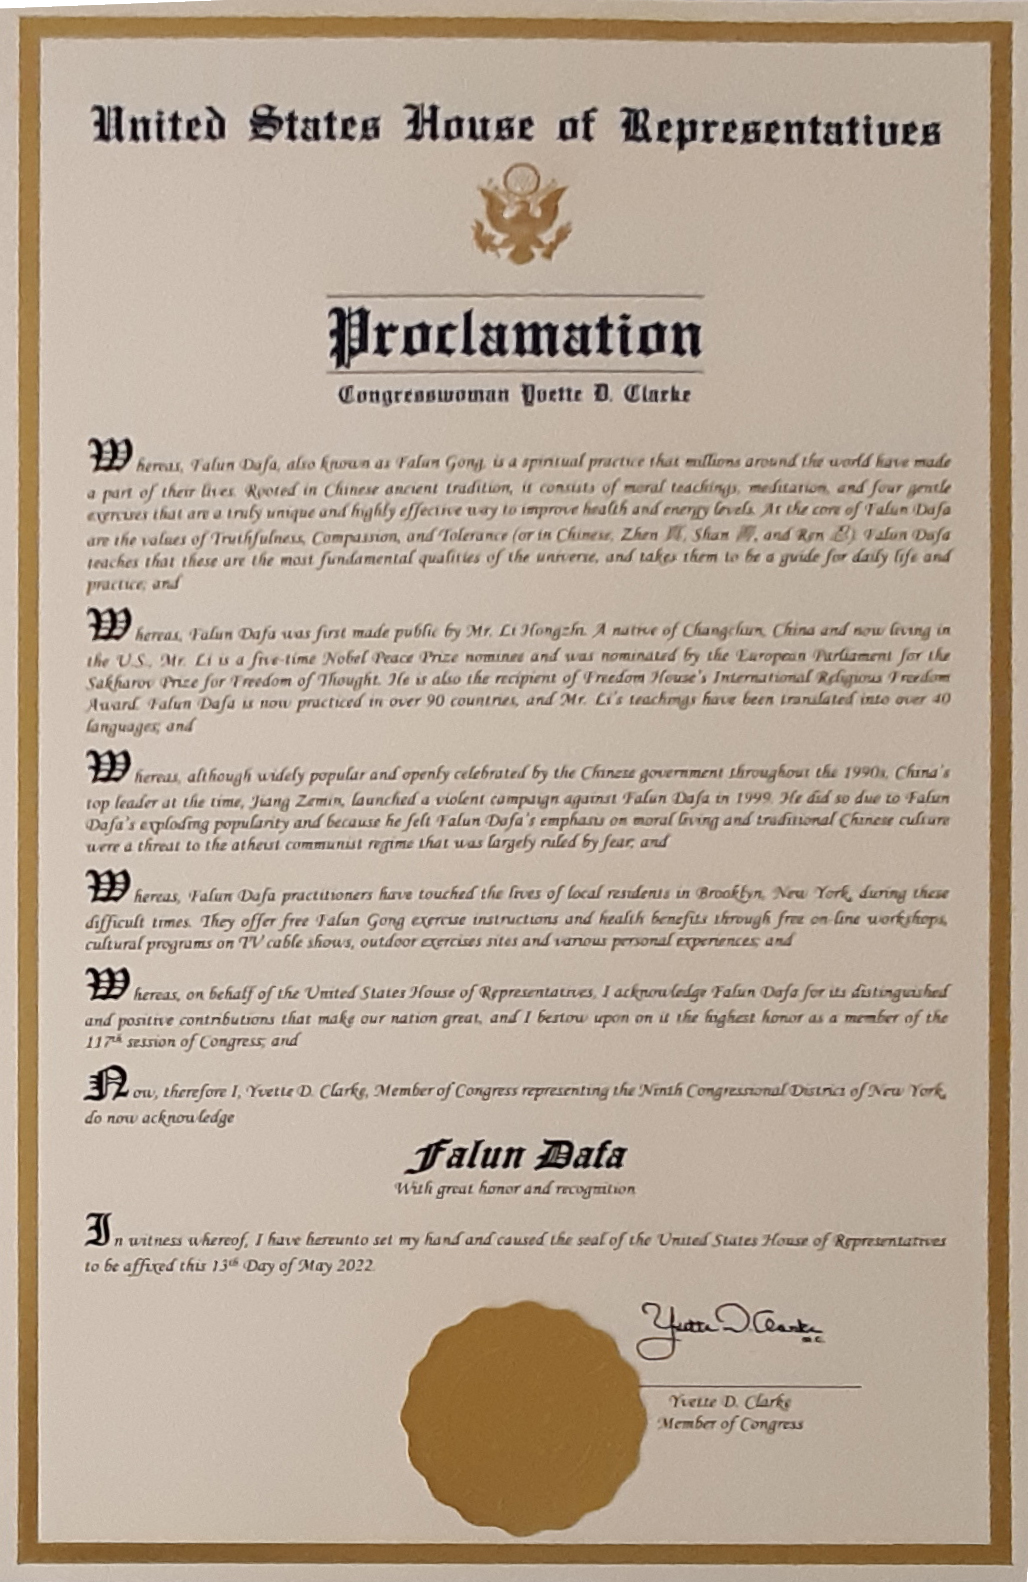 United States House of Representatives
Proclamation
Congresswoman Yvette D. Clarke
Whereas, Falun Dafa, also known as Falun Gong, is a spiritual practice that millions around the world have made
a part of their lives. Rooted in Chinese ancient tradition, it consists of moral teachings, meditation, and four gentle
exercises that are a truly unique and highly effective way to improve health and energy levels. At the core of Falun Dafa
are the values of Truthfulness, Compassion, and Tolerance (or in Chinese, Zhen 真, Shan 善, and Ren 忍). Falun Dafa
teaches that these are the most fundamental qualities of the universe, and takes them to be a guide for daily life and
practice; and
Whereas, Falun Dafa was first made public by Mr. Li Hongzhi. A native of Changchun, China and now living in
the U.S., Mr. Li is a five-time Nobel Peace Prize nominee and was nominated by the European Parliament for the
Sakharov Prize for Freedom of Thought. He is also the recipient of Freedom House's International Religious Freedom
Award. Falun Dafa is now practiced in over 90 countries, and Mr. Li's teachings have been translated into over 40
languages; and
Whereas, although widely popular and openly celebrated by the Chinese government throughout the 1990s, China's
top leader at the time, Jiang Zemin, launched a violent campaign against Falun Dafa in 1999. He did so due to Falun
Dafa's exploding popularity and because he felt Falun Dafa's emphasis on moral living and traditional Chinese culture
were a threat to the atheist communist regime that was largely ruled by fear; and
Whereas, Falun Dafa practitioners have touched the lives of local residents in Brooklyn, New York, during these
difficult times. They offer free Falun Gong exercise instructions and health benefits through free on-line workshops,
cultural programs on TV cable shows, outdoor exercises sites and various personal experiences; and
Whereas, on behalf of the United States House of Representatives, I acknowledge Falun Dafa for its distinguished
and positive contributions that make our nation great, and I bestow upon on it the highest honor as a member of the
117th session of Congress; and
Now, therefore I, Yvette D. Clarke, Member of Congress representing the Ninth Congressional District of New York,
do now acknowledge
Falun Dafa
With great honor and recognition
In witness whereof, I have hereunto set my hand and caused the seal of the United States House of Representatives
to be affixed this 13th Day of May 2022.
Yvette D. Clarke
M.C.
Yvette D. Clarke
Member of Congress